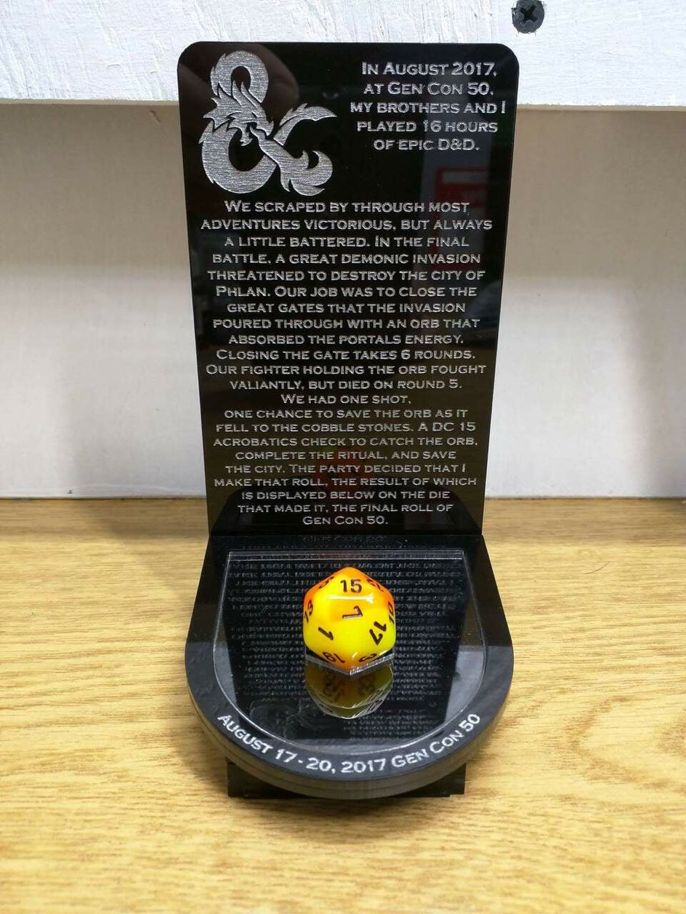 In August 2017,
at Gen Con 50,
my brothers and I
played 16 hours
of epic D&D.
We scraped by through most
adventures victorious, but always
a little battered. In the final
battle, a great demonic invasion
threatened to destroy the city of
Phlan. Our job was to close the
great gates that the invasion
poured through with an orb that
absorbed the portals energy.
Closing the gate takes 6 rounds.
Our fighter holding the orb fought
valiantly, but died on round 5.
We had one shot,
one chance to save the orb as it
fell to the cobble stones. A DC 15
acrobatics check to catch the orb,
complete the ritual, and save
the city. The party decided that I
make that roll, the result of which
is displayed below on the die
that made it, the final roll of
Gen Con 50.
15
7
1
17
19
August 17 - 20, 2017 Gen Con 50